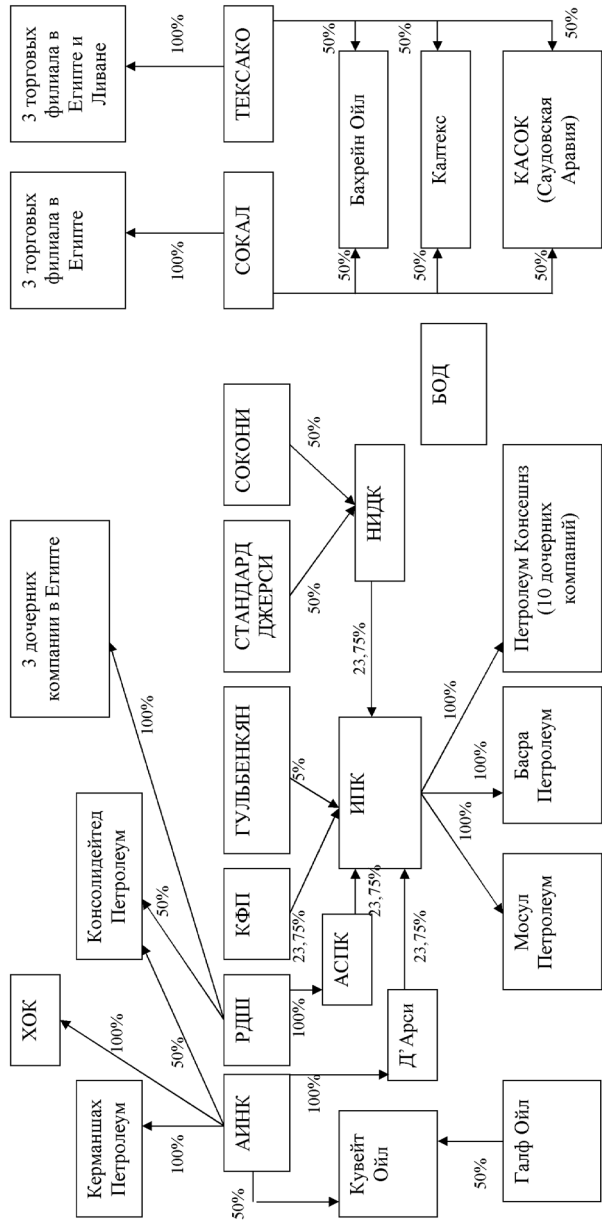 Керманшах
Петролеум
ХОК
Консолидейтед
Петролеум
3 дочерних
компании в Египте
3 торговых
филиала в
Египте
3 торговых
филиала в
Египте и
Ливане
100%
100%
50%
50%
100%
100%
100%
АИНК
РДШ
КФП
ГУЛЬБЕНКЯН
СТАНДАРД
ДЖЕРСИ
СОКОНИ
СОКАЛ
ТЕКСАКО
50%
100%
100%
23,75%
5%
50%
50%
Кувейт
Ойл
Д’Арси
АСПК
ИПК
НИДК
23,75%
23,75%
23,75%
50%
50%
Бахрейн Ойл
50%
50%
Калтекс
50%
50%
КАСОК
(Саудовская
Аравия)
БОД
50%
100%
100%
100%
Галф Ойл
Мосул
Петролеум
Басра
Петролеум
Петролеум Консешнз
(10 дочерних
компаний)